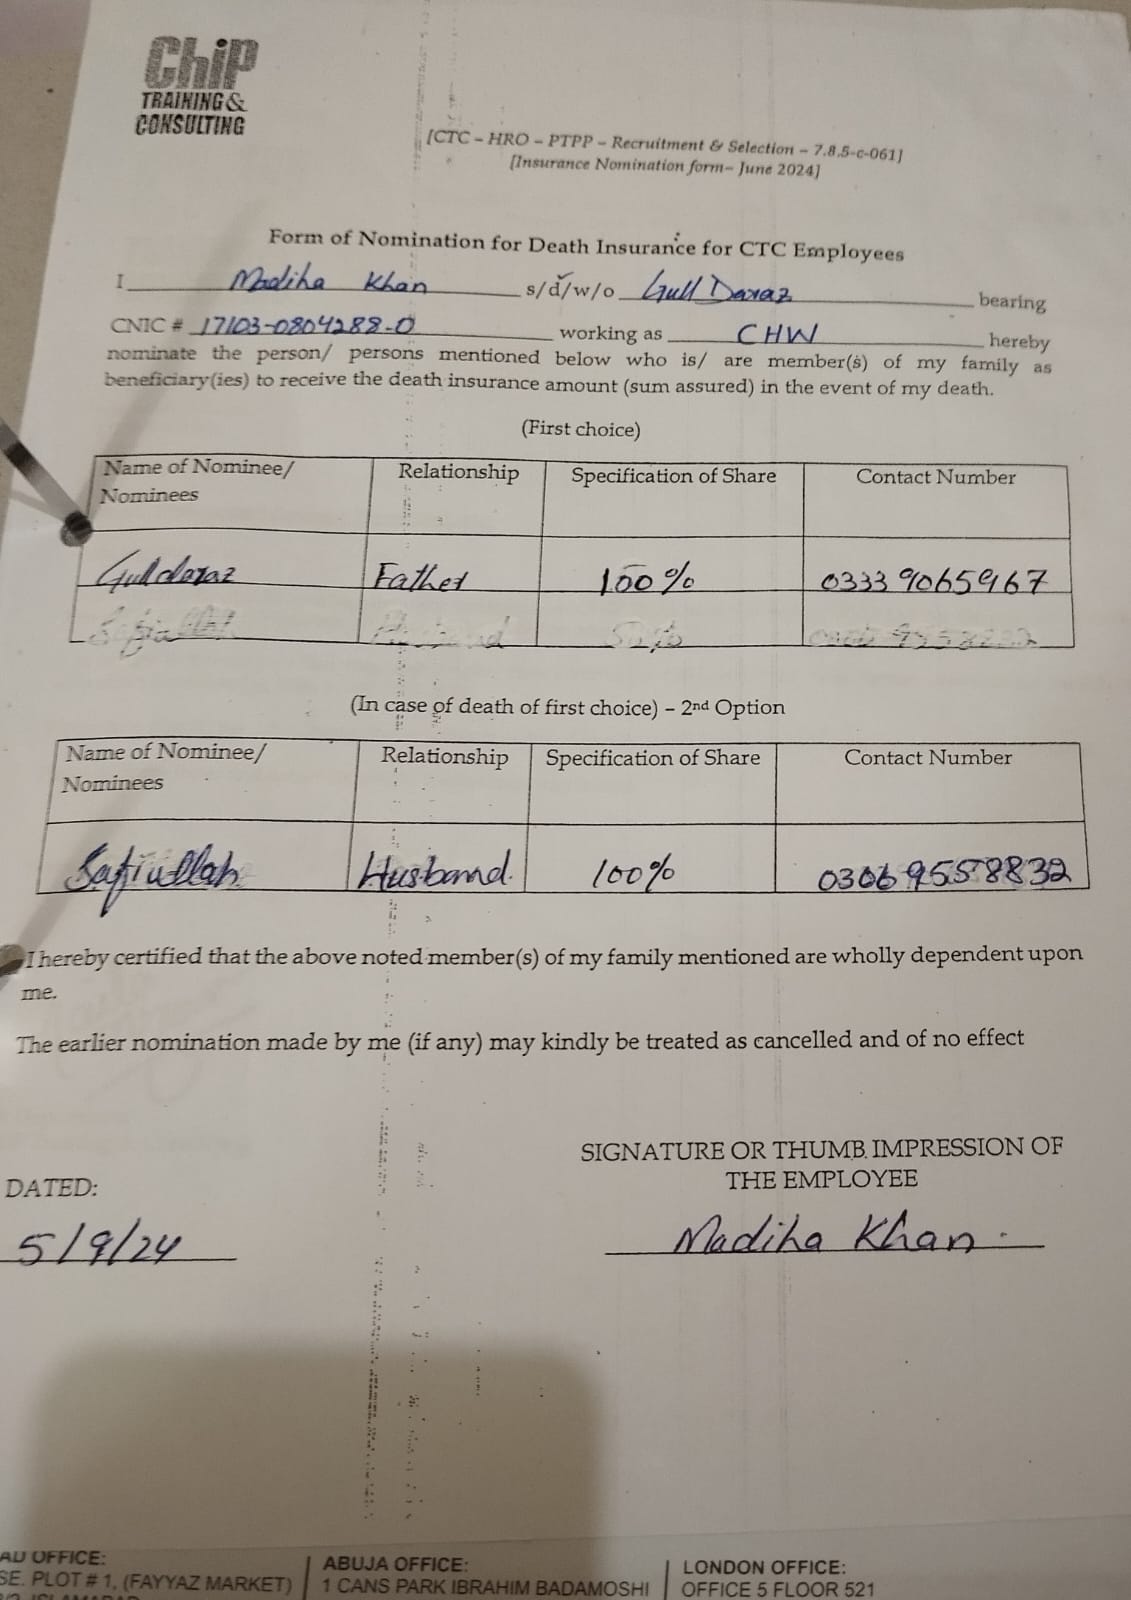 ChiP
TRAINING &
CONSULTING
[CTC – HRO – PTPP – Recruitment & Selection – 7.8.5-c-061]
[Insurance Nomination form– June 2024]
Form of Nomination for Death Insurance for CTC Employees
I Madiha Khan s/d/w/o Gull Daraz bearing
CNIC # 17103-0804288-0 working as CHW hereby
nominate the person/ persons mentioned below who is/ are member(s) of my family as
beneficiary(ies) to receive the death insurance amount (sum assured) in the event of my death.
(First choice)
Name of Nominee/ Relationship Specification of Share Contact Number
Nominees
Gulldaraz Father 100% 0333 9065967
(In case of death of first choice) – 2nd Option
Name of Nominee/ Relationship Specification of Share Contact Number
Nominees
Safiullah Husband. 100% 0306 9558832
I hereby certified that the above noted member(s) of my family mentioned are wholly dependent upon
me.
The earlier nomination made by me (if any) may kindly be treated as cancelled and of no effect
SIGNATURE OR THUMB IMPRESSION OF
THE EMPLOYEE
DATED:
5/9/24 Madiha Khan.
OFFICE: ABUJA OFFICE: LONDON OFFICE:
PLOT # 1, (FAYYAZ MARKET) 1 CANS PARK IBRAHIM BADAMOSHI OFFICE 5 FLOOR 521